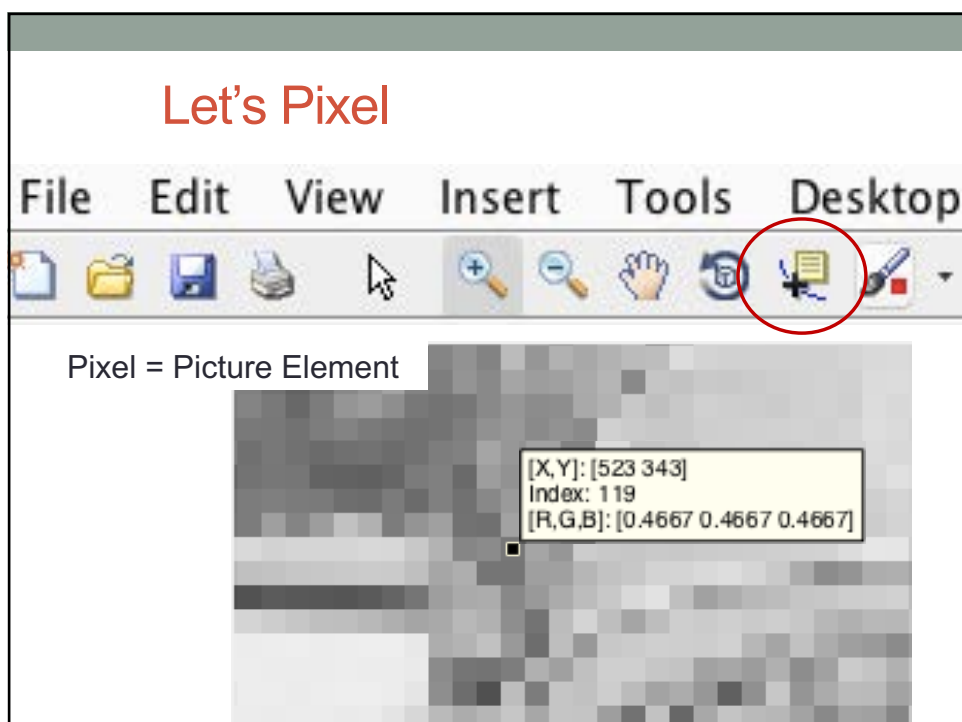 Let’s Pixel
File Edit View Insert Tools Desktop
Pixel = Picture Element
[X,Y]: [523 343]
Index: 119
[R,G,B]: [0.4667 0.4667 0.4667]